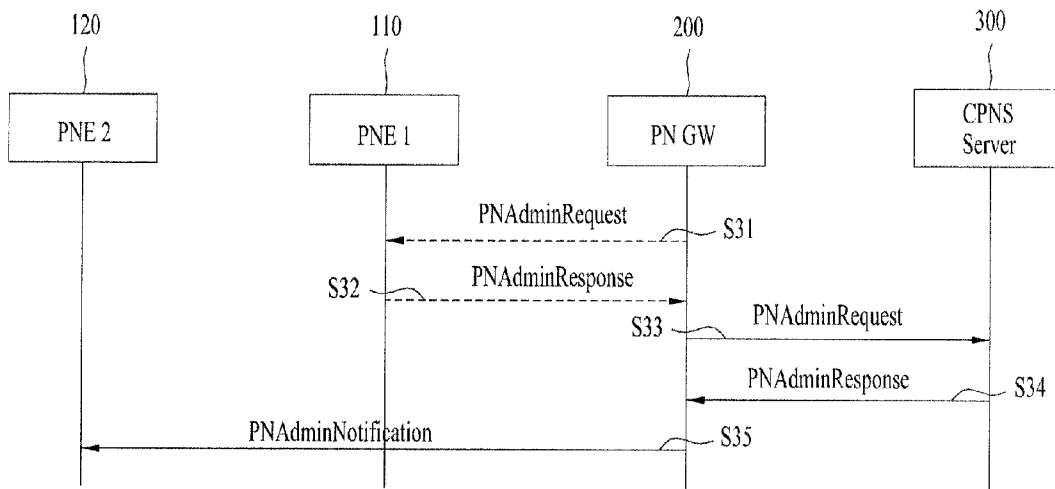 120
110
200
300
PNE 2
PNE 1
PN GW
CPNS
Server
PNAdminRequest
S31
PNAdminResponse
S32
PNAdminRequest
S33
PNAdminResponse
S34
PNAdminNotification
S35